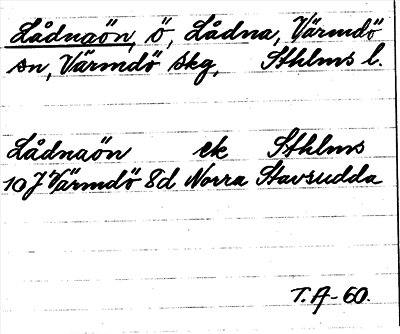 Lådnaön, ö, Lådna, Värmdö
sn, Värmdö skg, Sthlms l.
Lådnaön ek Sthlms
10 J Värmdö 8d Norra Stavsudda
T.A-60.